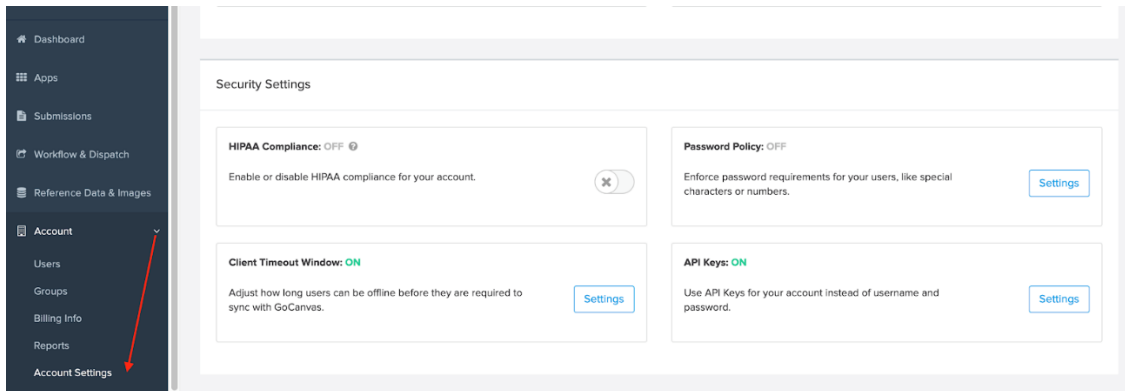 Dashboard
Apps
Submissions
Workflow & Dispatch
Reference Data & Images
Account
Users
Groups
Billing Info
Reports
Account Settings
Security Settings
HIPAA Compliance: OFF ?
Enable or disable HIPAA compliance for your account.
Password Policy: OFF
Enforce password requirements for your users, like special
characters or numbers.
Settings
Client Timeout Window: ON
Adjust how long users can be offline before they are required to
sync with GoCanvas.
Settings
API Keys: ON
Use API Keys for your account instead of username and
password.
Settings